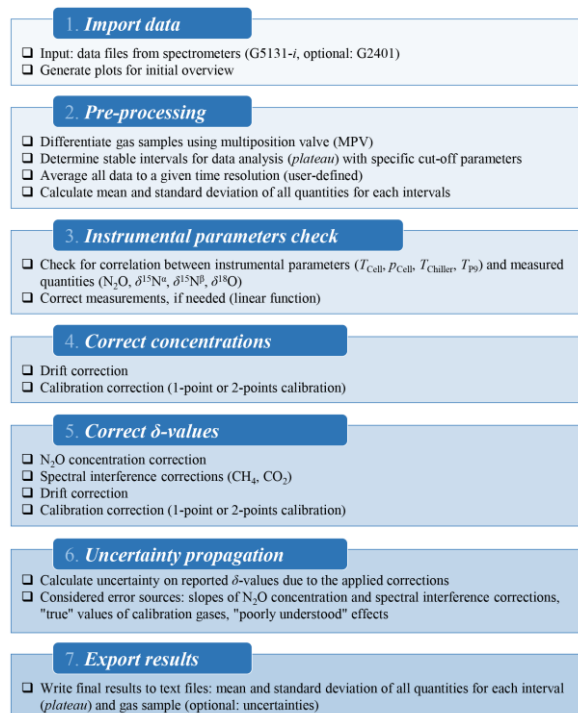 1. Import data
❑ Input: data files from spectrometers (G5131-i, optional: G2401)
❑ Generate plots for initial overview
2. Pre-processing
❑ Differentiate gas samples using multiposition valve (MPV)
❑ Determine stable intervals for data analysis (plateau) with specific cut-off parameters
❑ Average all data to a given time resolution (user-defined)
❑ Calculate mean and standard deviation of all quantities for each intervals
3. Instrumental parameters check
❑ Check for correlation between instrumental parameters (T_Cell, p_Cell, T_Chiller, T_P9) and measured
quantities (N₂O, δ¹⁵Nᵅ, δ¹⁵Nᵝ, δ¹⁸O)
❑ Correct measurements, if needed (linear function)
4. Correct concentrations
❑ Drift correction
❑ Calibration correction (1-point or 2-points calibration)
5. Correct δ-values
❑ N₂O concentration correction
❑ Spectral interference corrections (CH₄, CO₂)
❑ Drift correction
❑ Calibration correction (1-point or 2-points calibration)
6. Uncertainty propagation
❑ Calculate uncertainty on reported δ-values due to the applied corrections
❑ Considered error sources: slopes of N₂O concentration and spectral interference corrections,
"true" values of calibration gases, "poorly understood" effects
7. Export results
❑ Write final results to text files: mean and standard deviation of all quantities for each interval
(plateau) and gas sample (optional: uncertainties)